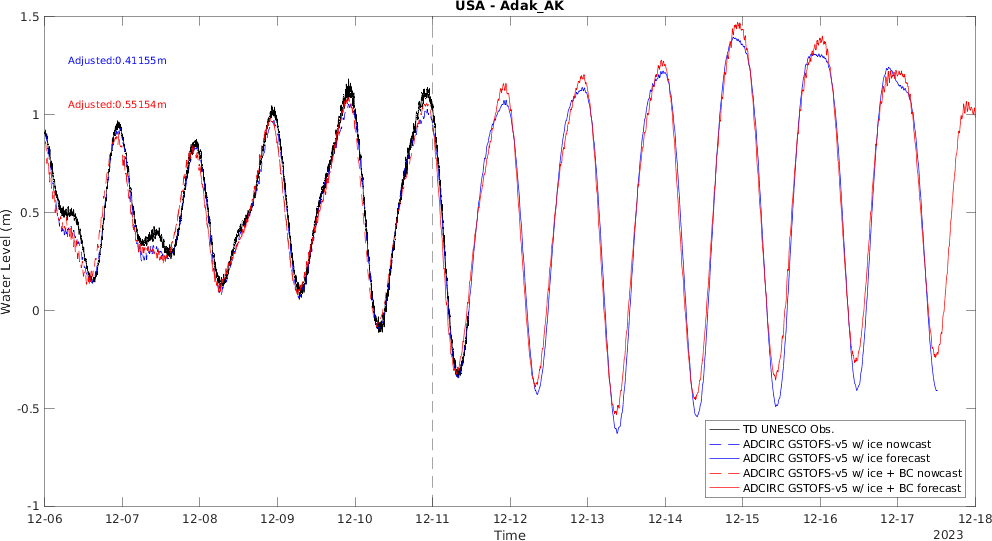 USA - Adak_AK
1.5
1
0.5
0
-0.5
-1
Water Level (m)
Adjusted:0.41155m
Adjusted:0.55154m
TD UNESCO Obs.
ADCIRC GSTOFS-v5 w/ ice nowcast
ADCIRC GSTOFS-v5 w/ ice forecast
ADCIRC GSTOFS-v5 w/ ice + BC nowcast
ADCIRC GSTOFS-v5 w/ ice + BC forecast
12-06 12-07 12-08 12-09 12-10 12-11 12-12 12-13 12-14 12-15 12-16 12-17 12-18
Time
2023